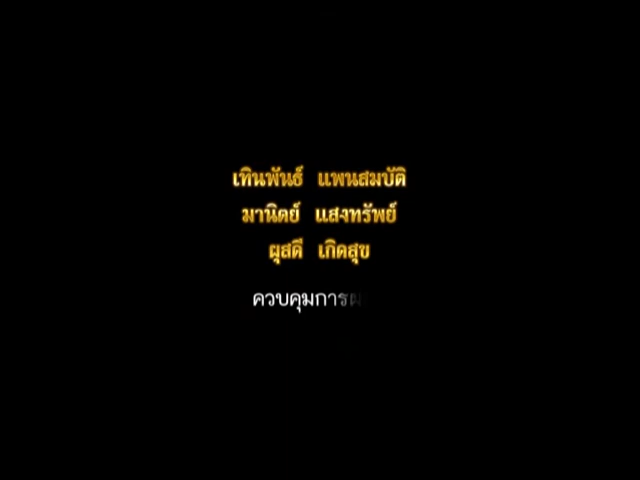 เทินพันธ์ แพนสมบัติ
มานิตย์ แสงทรัพย์
ผุสดี เกิดสุข
ควบคุมการผ